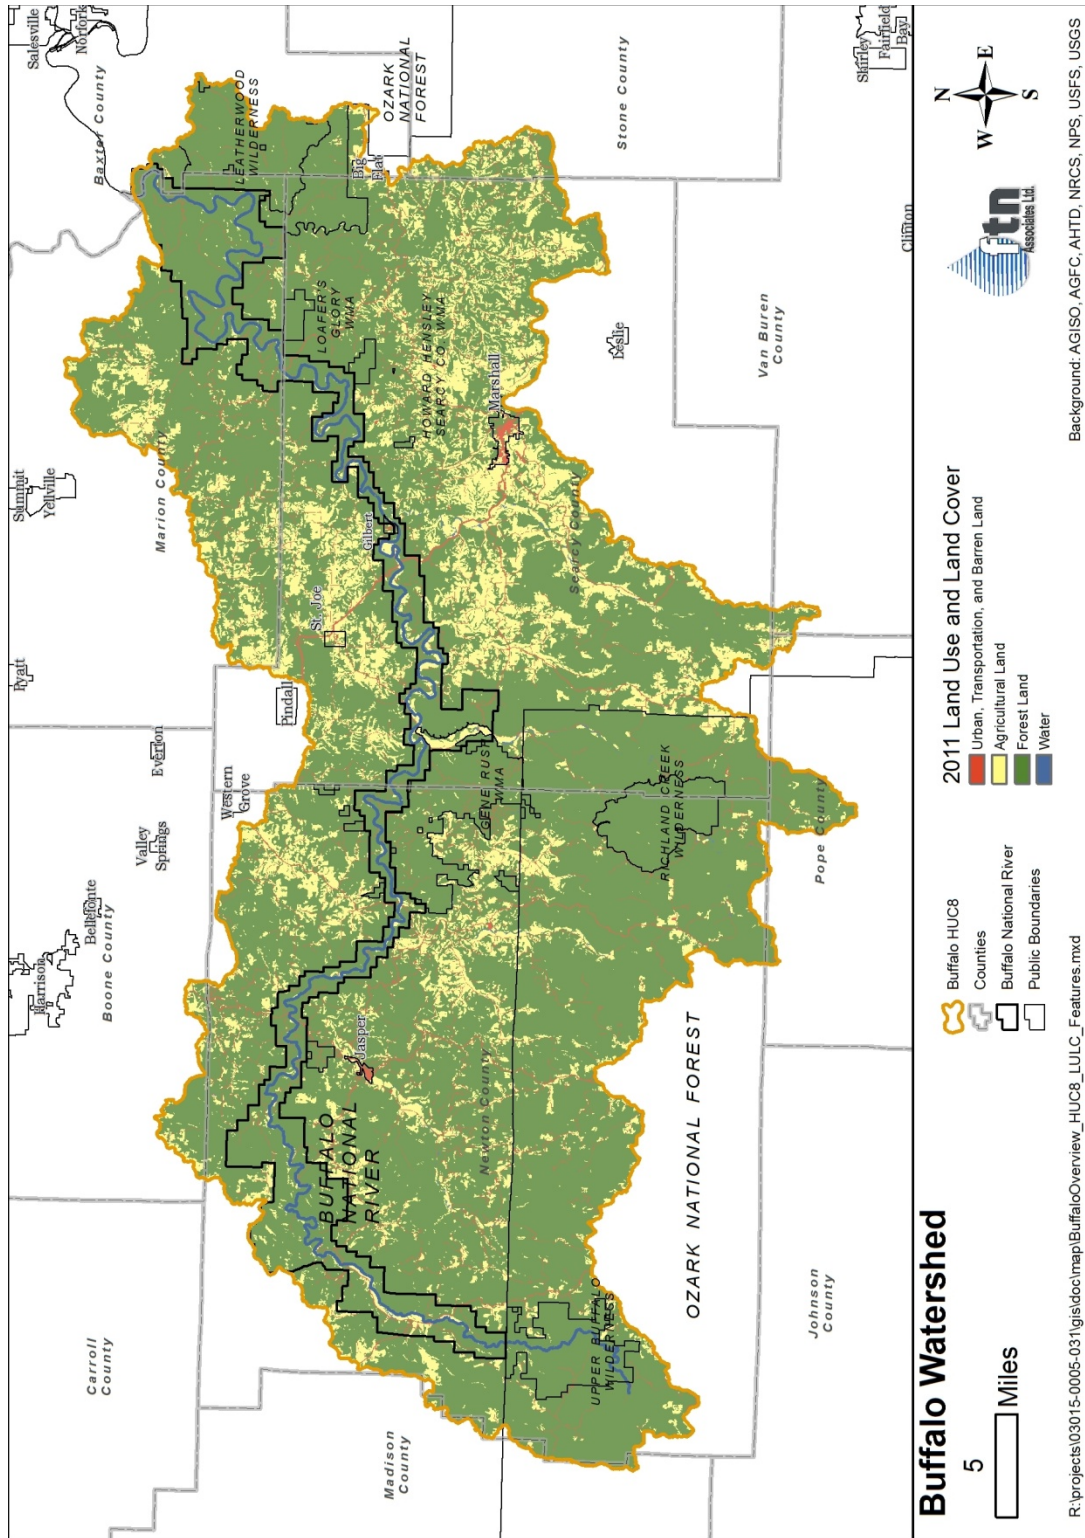 Salesville
Norfork
Summit
Yellville
Pyatt
Everton
Valley
Springs
Bellefonte
Harrison
Boone County
Carroll
County
Baxter County
Marion County
Western
Grove
Pindall
St. Joe
Gilbert
LEATHERWOOD
WILDERNESS
OZARK
NATIONAL
FOREST
Big
Flat
LOAFER'S
GLORY
WMA
HOWARD HENSLEY
SEARCY CO. WMA
Marshall
Searcy County
Stone County
Shirley
Fairfield
Bay
Leslie
Van Buren
County
Clinton
GENE RUSH
WMA
RICHLAND CREEK
WILDERNESS
Pope County
Jasper
BUFFALO
NATIONAL
RIVER
Newton County
OZARK NATIONAL FOREST
UPPER BUFFALO
WILDERNESS
Johnson
County
Madison
County
Buffalo Watershed
5
Miles
Buffalo HUC8
Counties
Buffalo National River
Public Boundaries
2011 Land Use and Land Cover
Urban, Transportation, and Barren Land
Agricultural Land
Forest Land
Water
ftn
Associates Ltd.
N
W
E
S
R:\projects\03015-0005-031\gis\doc\map\BuffaloOverview_HUC8_LULC_Features.mxd
Background: AGISO, AGFC, AHTD, NRCS, NPS, USFS, USGS